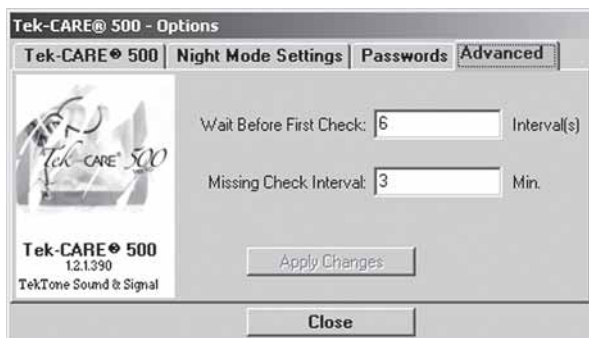 Tek-CARE® 500 - Options
Tek-CARE® 500 Night Mode Settings Passwords Advanced
Wait Before First Check: 6 Interval(s)
Tek-CARE® 500
Missing Check Interval: 3 Min.
Tek-CARE® 500
1.2.1.390
TekTone Sound & Signal
Apply Changes
Close